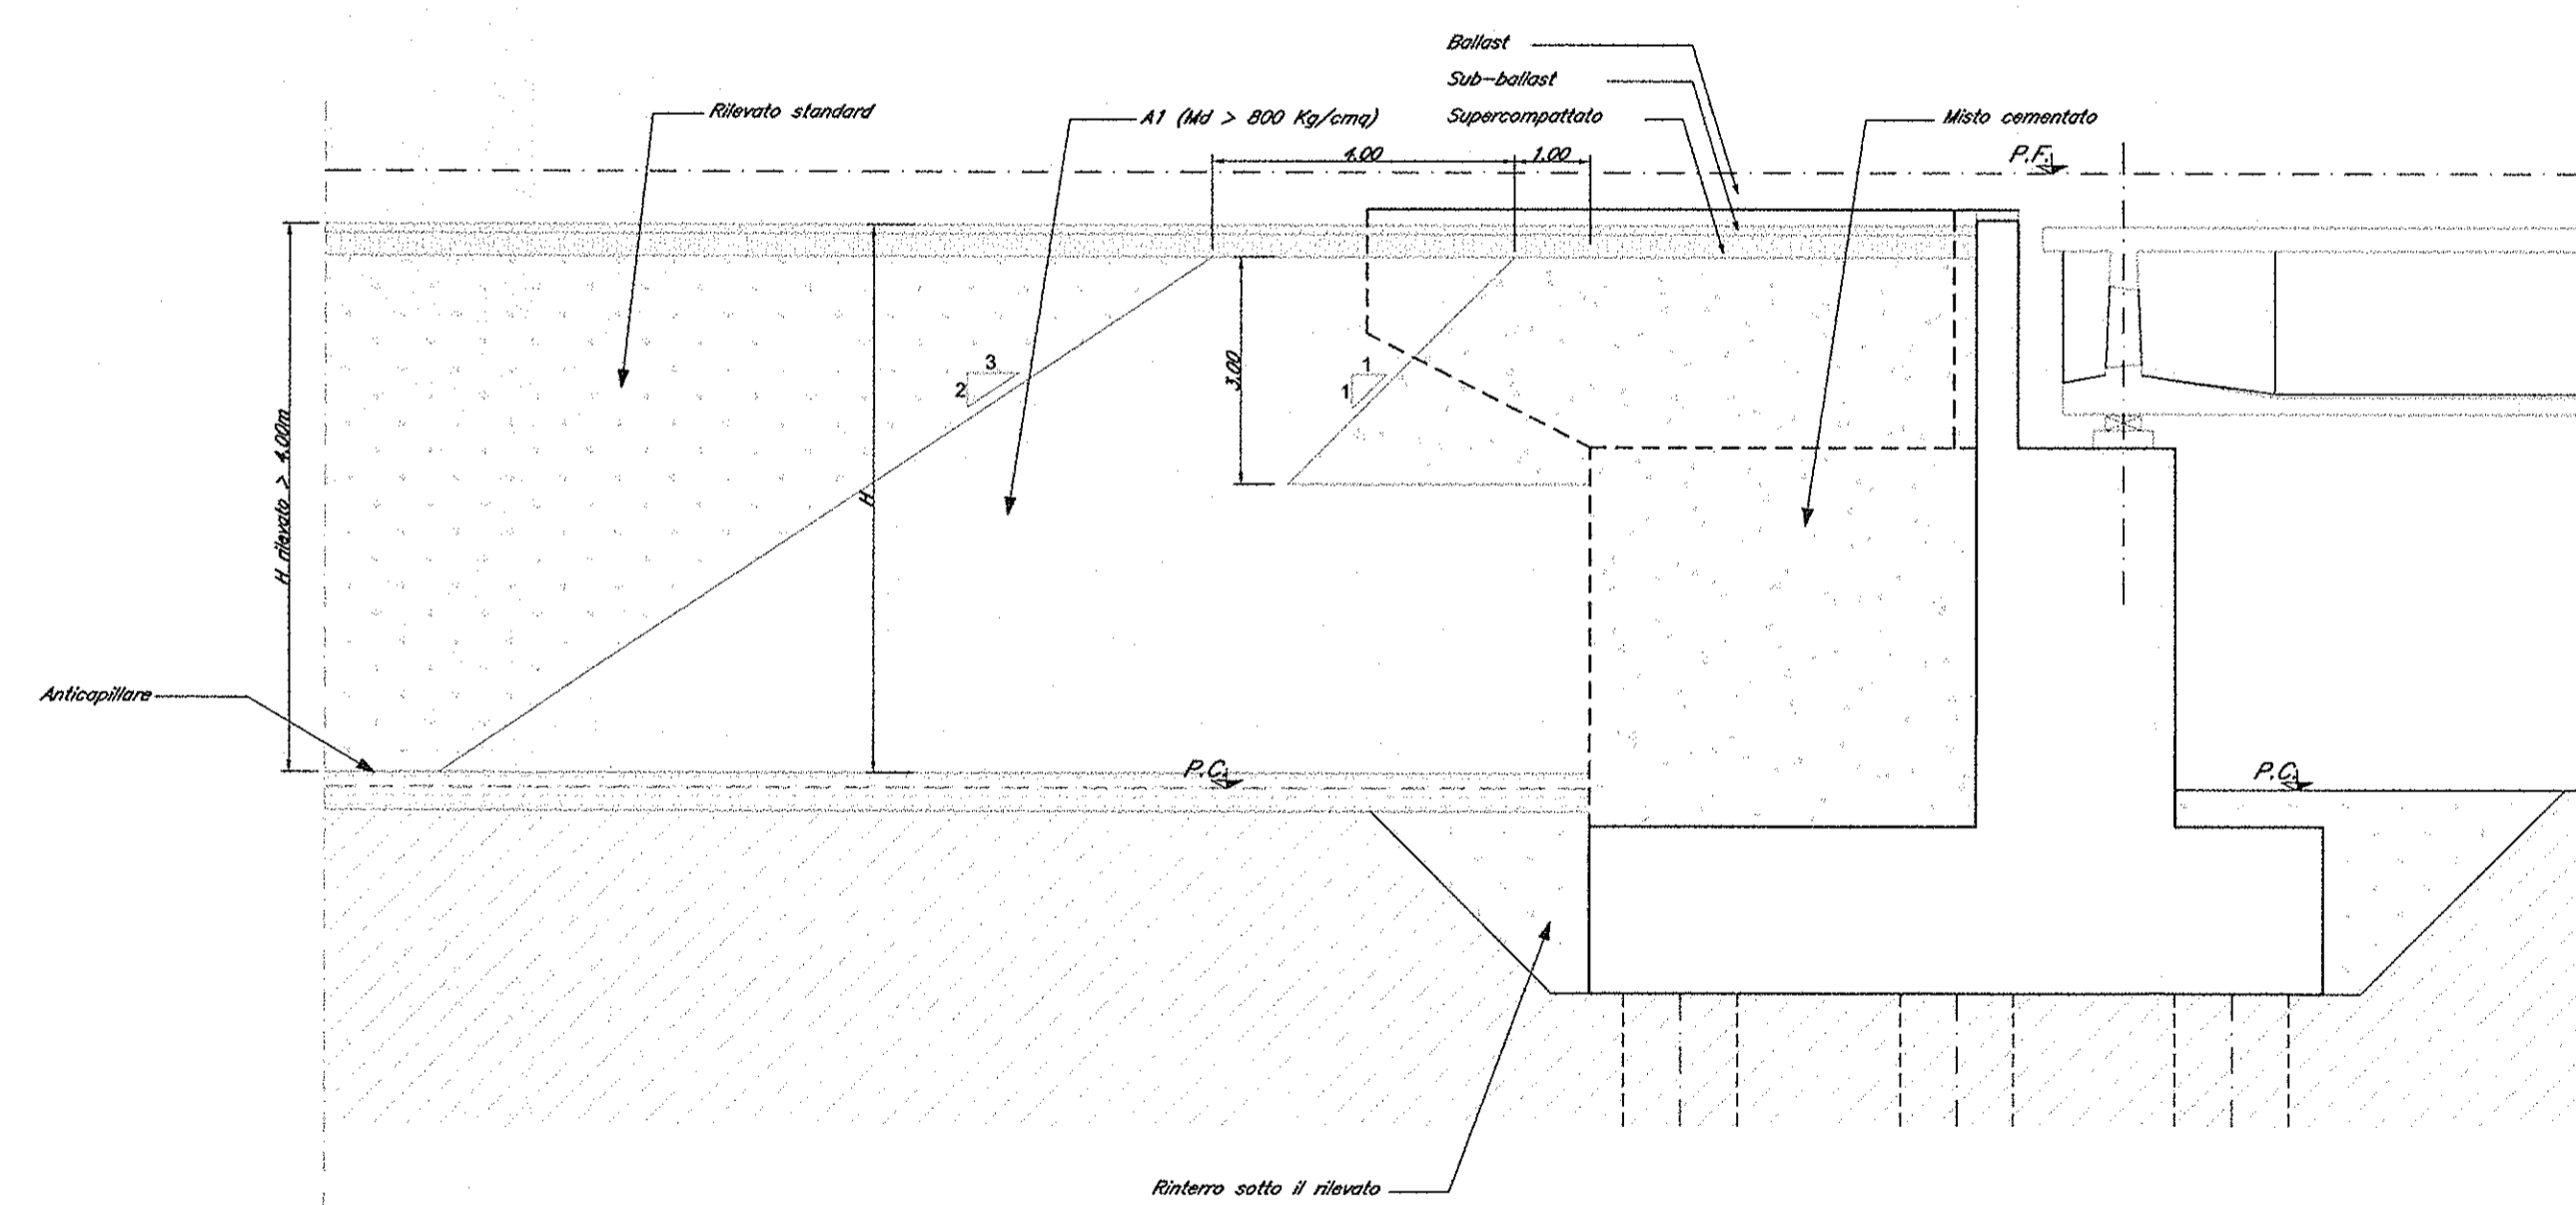 Ballast
Sub-ballast
Rilevato standard
A1 (Md > 800 Kg/cmq)
Supercompattato
Misto cementato
4.00
1.00
P.F.
3
2
1
1
3.00
H rilevato > 4.00m
H
Anticapillare
P.C.
P.C.
Rinterro sotto il rilevato